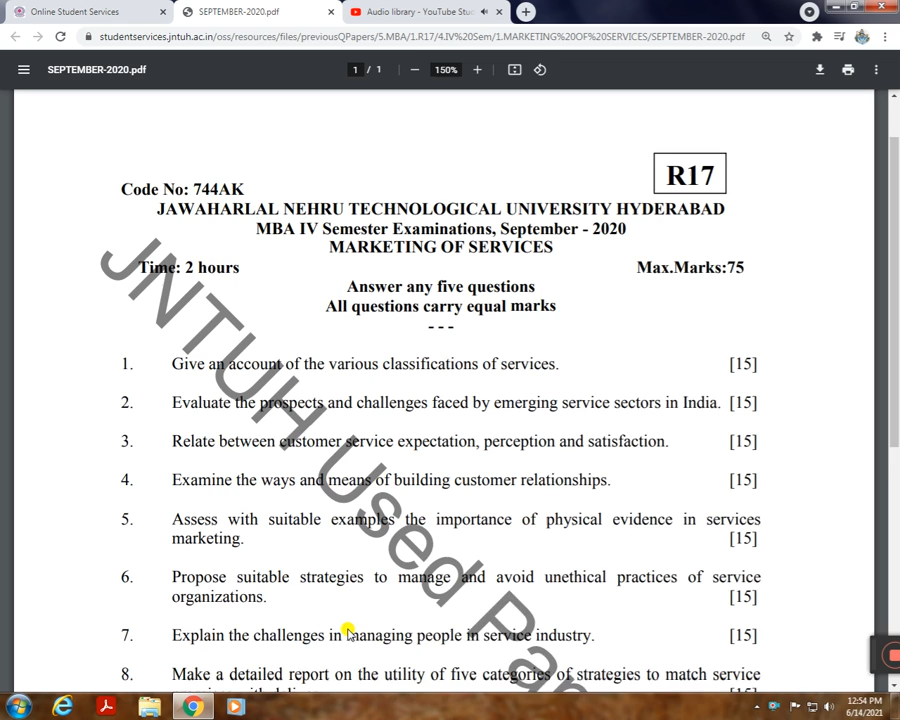 Online Student Services
SEPTEMBER-2020.pdf
Audio library - YouTube Stu
studentservices.jntuh.ac.in/oss/resources/files/previousQPapers/5.MBA/1.R17/4.IV%20Sem/1.MARKETING%20OF%20SERVICES/SEPTEMBER-2020.pdf
SEPTEMBER-2020.pdf
1 / 1
150%
R17
Code No: 744AK
JAWAHARLAL NEHRU TECHNOLOGICAL UNIVERSITY HYDERABAD
MBA IV Semester Examinations, September - 2020
MARKETING OF SERVICES
Time: 2 hours Max.Marks:75
Answer any five questions
All questions carry equal marks
- - -
1. Give an account of the various classifications of services. [15]
2. Evaluate the prospects and challenges faced by emerging service sectors in India. [15]
3. Relate between customer service expectation, perception and satisfaction. [15]
4. Examine the ways and means of building customer relationships. [15]
5. Assess with suitable examples the importance of physical evidence in services
marketing. [15]
6. Propose suitable strategies to manage and avoid unethical practices of service
organizations. [15]
7. Explain the challenges in managing people in service industry. [15]
8. Make a detailed report on the utility of five categories of strategies to match service
JNTUH Used Pap
12:54 PM
6/14/2021